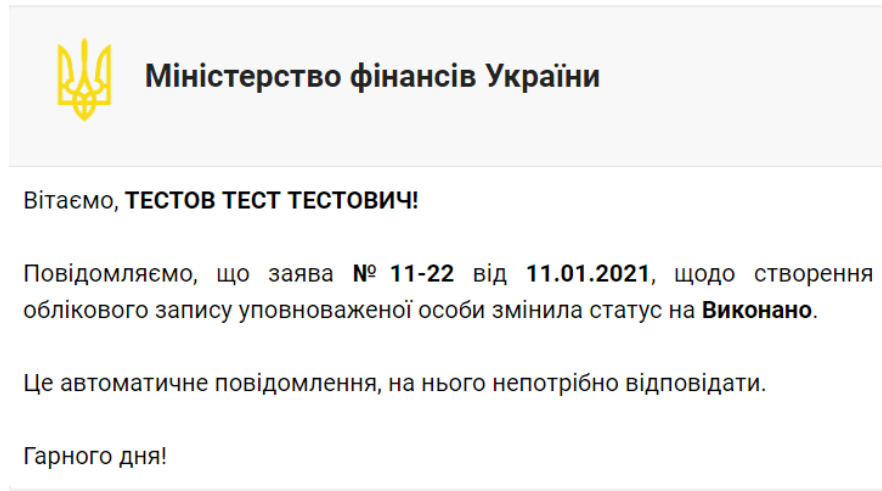 Міністерство фінансів України
Вітаємо, ТЕСТОВ ТЕСТ ТЕСТОВИЧ!
Повідомляємо, що заява № 11-22 від 11.01.2021, щодо створення
облікового запису уповноваженої особи змінила статус на Виконано.
Це автоматичне повідомлення, на нього непотрібно відповідати.
Гарного дня!